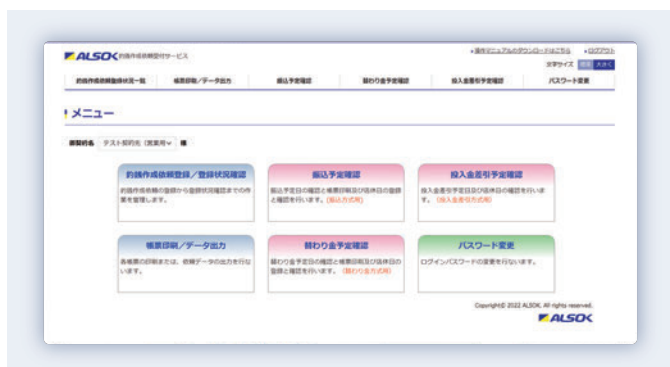 ALSOK 釣銭作成依頼受付サービス
▸操作マニュアルのダウンロードはこちら ▸ログアウト
文字サイズ 標準 大きく
釣銭作成依頼登録状況一覧 帳票印刷/データ出力 振込予定確認 替わり金予定確認 投入金差引予定確認 パスワード変更
メニュー
御契約名 テスト契約先(営業用 様
釣銭作成依頼登録/登録状況確認
釣銭作成依頼の登録から登録状況確認までの作
業を管理します。
振込予定確認
振込予定日の確認と帳票印刷及び店休日の登録
と確認を行います。(振込方式用)
投入金差引予定確認
投入金差引予定日及び店休日の確認を行いま
す。(投入金差引方式用)
帳票印刷/データ出力
各帳票の印刷または、依頼データの出力を行な
います。
替わり金予定確認
替わり金予定日の確認と帳票印刷及び店休日の
登録と確認を行います。(替わり金方式用)
パスワード変更
ログインパスワードの変更を行ないます。
Copyright© 2022 ALSOK. All rights reserved.
ALSOK